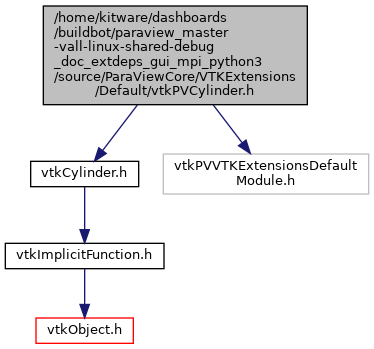 /home/kitware/dashboards
/buildbot/paraview_master
-vall-linux-shared-debug
_doc_extdeps_gui_mpi_python3
/source/ParaViewCore/VTKExtensions
/Default/vtkPVCylinder.h
vtkCylinder.h
vtkPVVTKExtensionsDefault
Module.h
vtkImplicitFunction.h
vtkObject.h